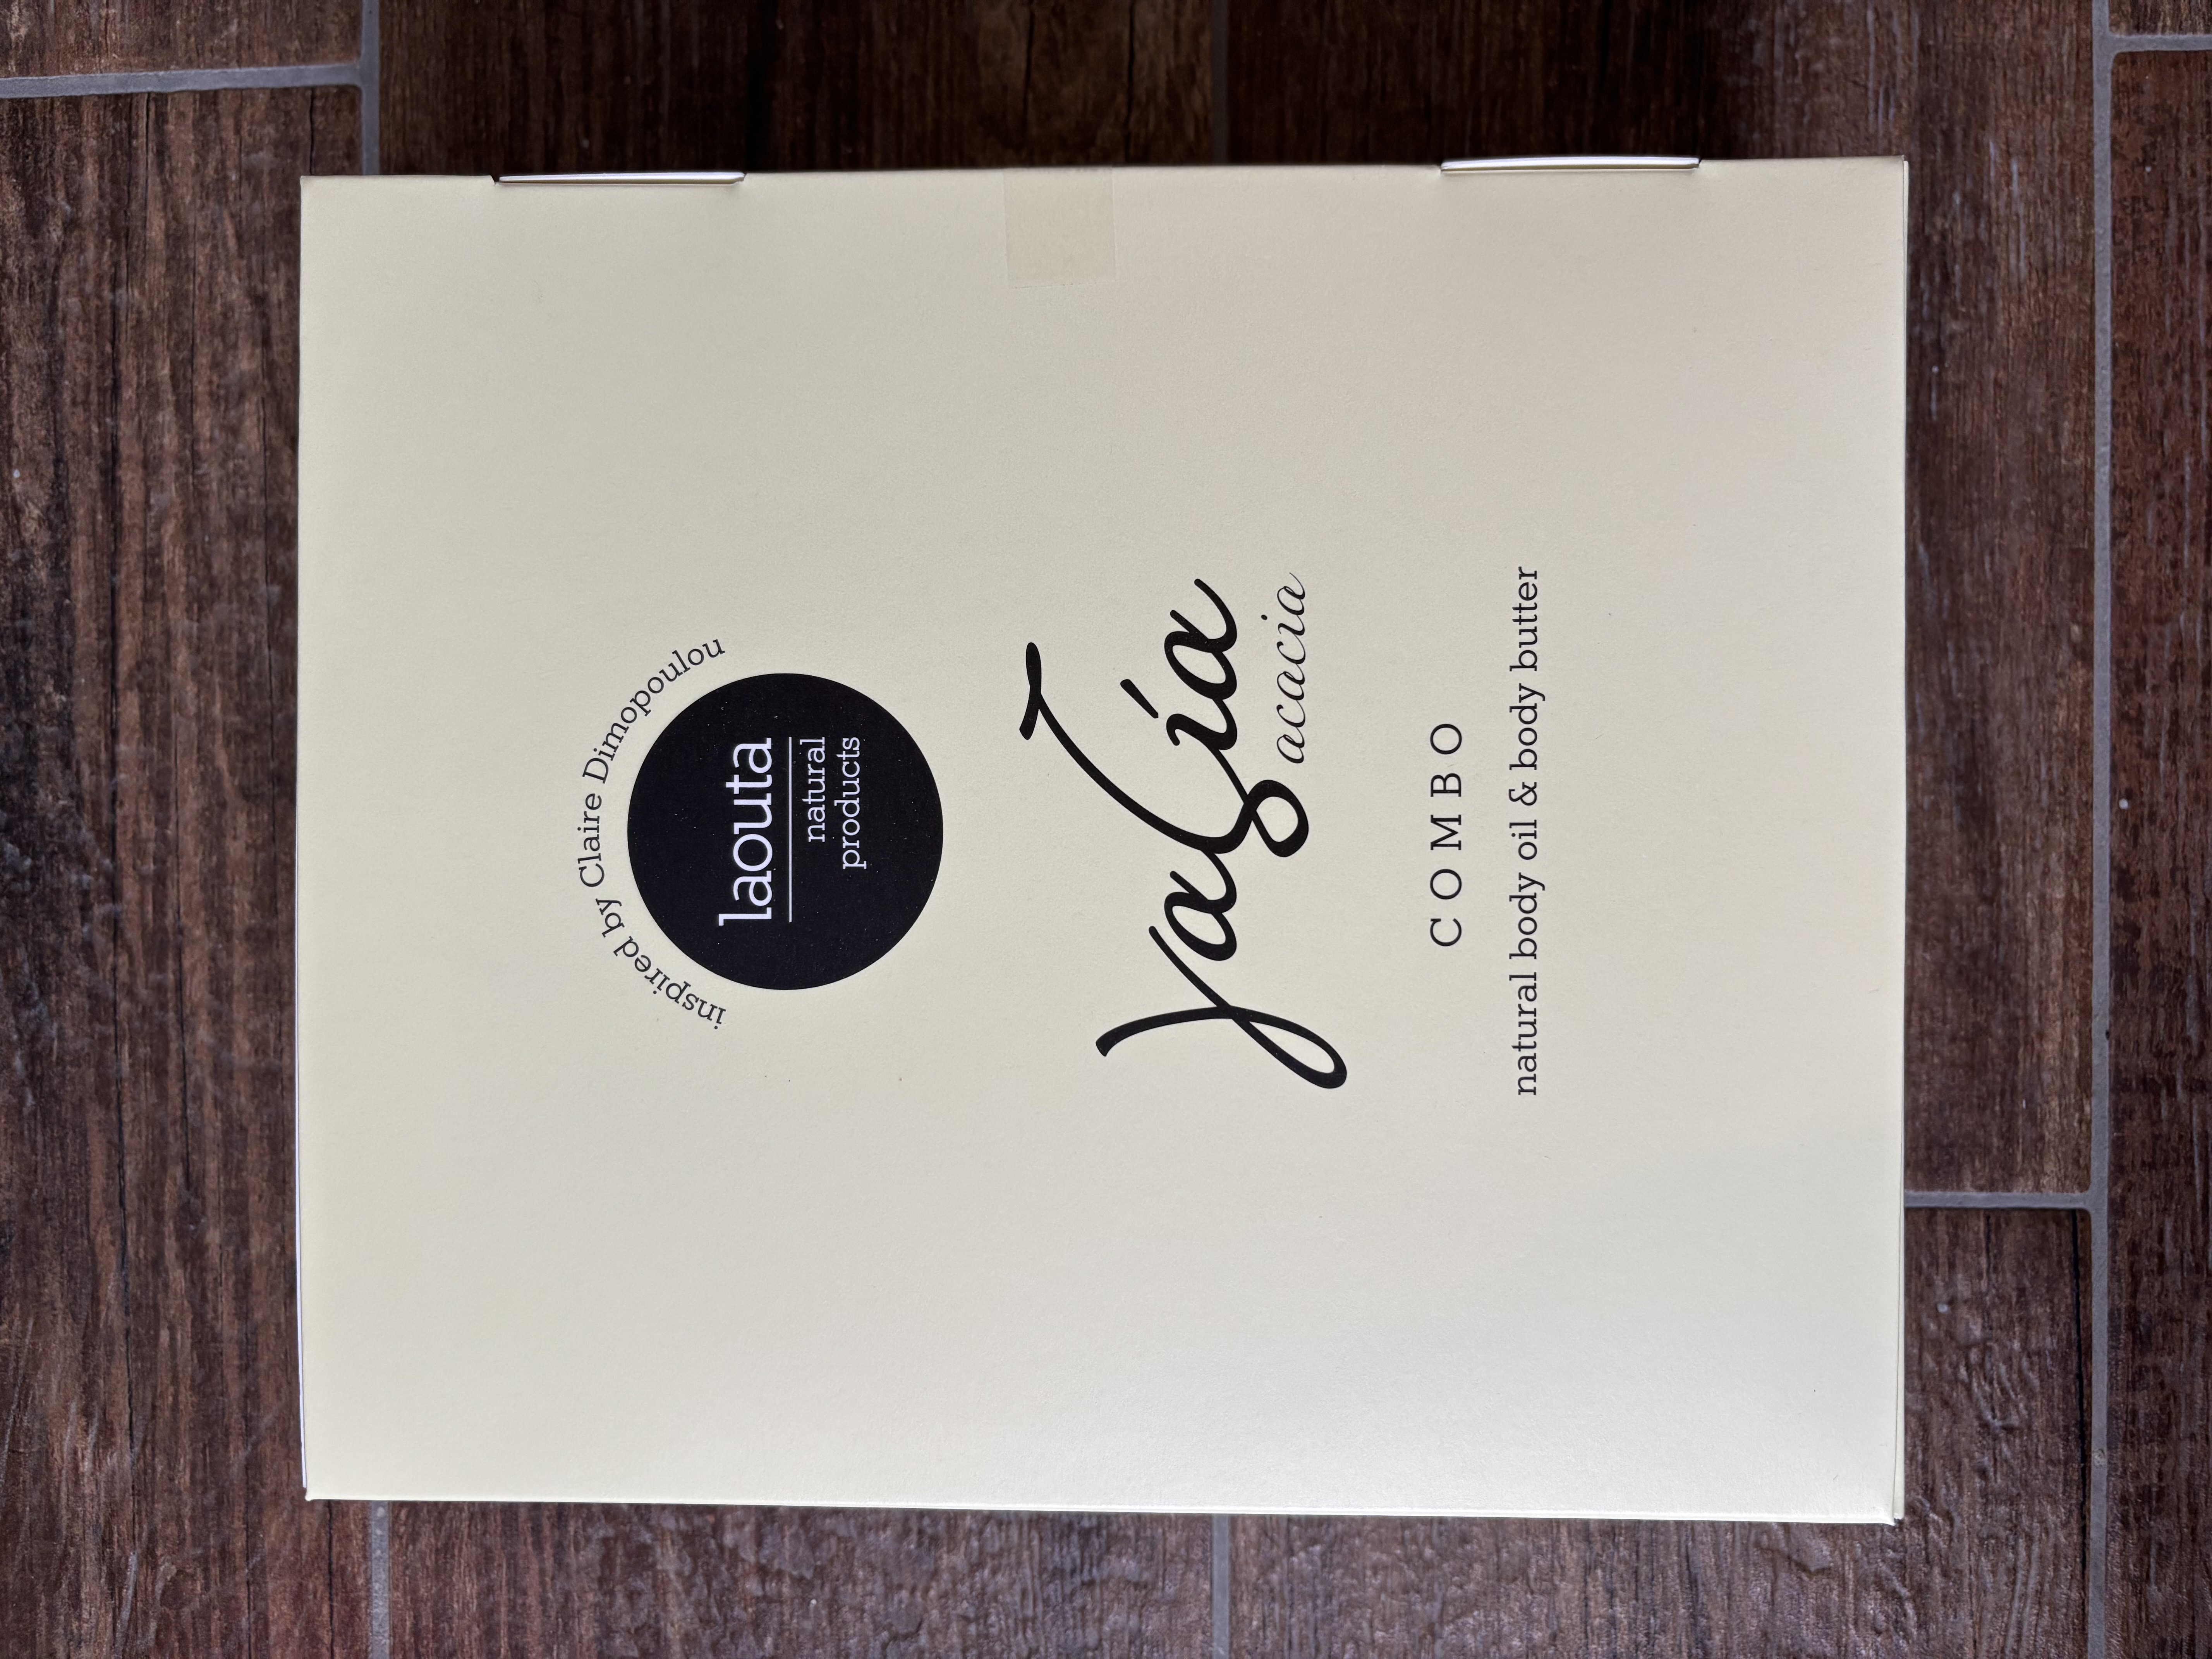 inspired by Claire Dimopoulou
laouta
natural
products
γαζία
acacia
COMBO
natural body oil & body butter